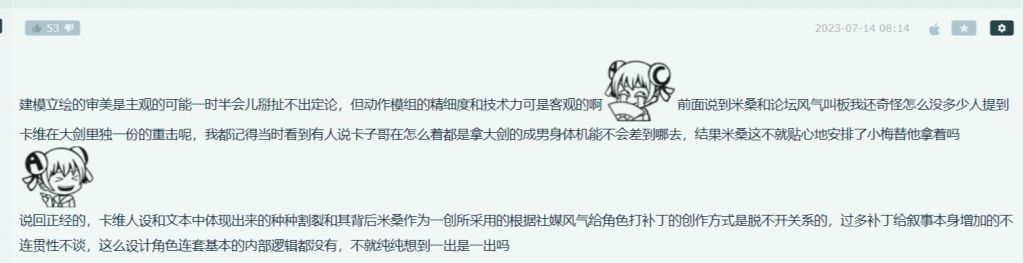 53
2023-07-14 08:14
建模立绘的审美是主观的可能一时半会儿掰扯不出定论，但动作模组的精细度和技术力可是客观的啊 前面说到米桑和论坛风气叫板我还奇怪怎么没多少人提到
卡维在大剑里独一份的重击呢，我都记得当时看到有人说卡子哥在怎么着都是拿大剑的成男身体机能不会差到哪去，结果米桑这不就贴心地安排了小梅替他拿着吗
说回正经的，卡维人设和文本中体现出来的种种割裂和其背后米桑作为一创所采用的根据社媒风气给角色打补丁的创作方式是脱不开关系的，过多补丁给叙事本身增加的不
连贯性不谈，这么设计角色连套基本的内部逻辑都没有，不就纯纯想到一出是一出吗